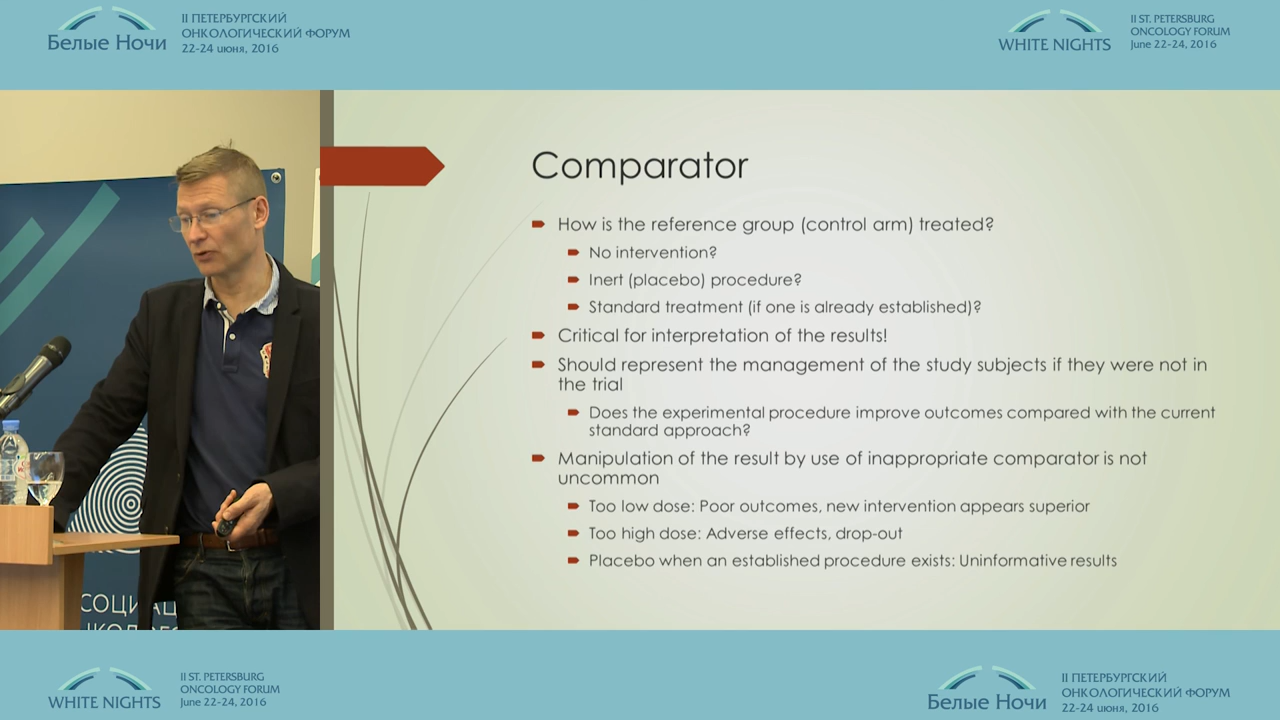 Белые Ночи
II ПЕТЕРБУРГСКИЙ
ОНКОЛОГИЧЕСКИЙ ФОРУМ
22-24 июня, 2016
WHITE NIGHTS
II ST. PETERSBURG
ONCOLOGY FORUM
June 22-24, 2016
Comparator
How is the reference group (control arm) treated?
No intervention?
Inert (placebo) procedure?
Standard treatment (if one is already established)?
Critical for interpretation of the results!
Should represent the management of the study subjects if they were not in
the trial
Does the experimental procedure improve outcomes compared with the current
standard approach?
Manipulation of the result by use of inappropriate comparator is not
uncommon
Too low dose: Poor outcomes, new intervention appears superior
Too high dose: Adverse effects, drop-out
Placebo when an established procedure exists: Uninformative results
СОЦИАЦ
WHITE NIGHTS
II ST. PETERSBURG
ONCOLOGY FORUM
June 22-24, 2016
Белые Ночи
II ПЕТЕРБУРГСКИЙ
ОНКОЛОГИЧЕСКИЙ ФОРУМ
22-24 июня, 2016